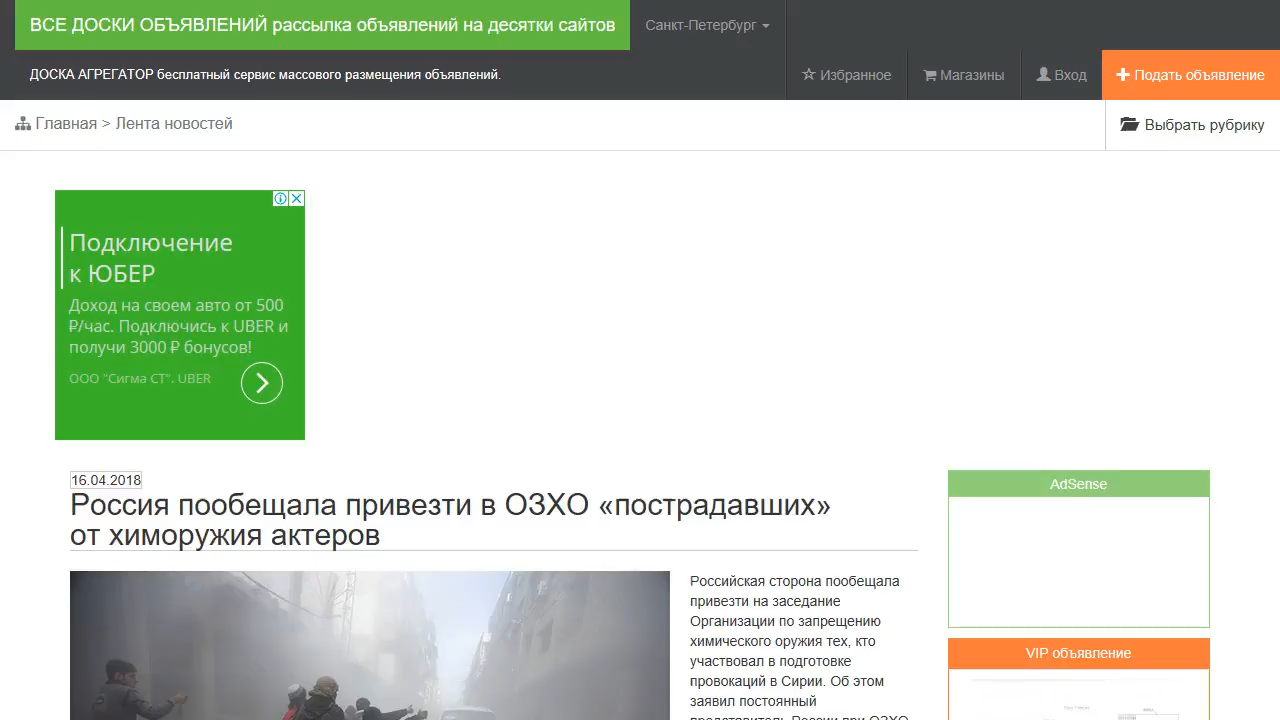 ВСЕ ДОСКИ ОБЪЯВЛЕНИЙ рассылка объявлений на десятки сайтов
Санкт-Петербург
ДОСКА АГРЕГАТОР бесплатный сервис массового размещения объявлений.
Избранное
Магазины
Вход
Подать объявление
Главная > Лента новостей
Выбрать рубрику
Подключение
к ЮБЕР
Доход на своем авто от 500
₽/час. Подключись к UBER и
получи 3000 ₽ бонусов!
ООО "Сигма СТ". UBER
16.04.2018
Россия пообещала привезти в ОЗХО «пострадавших»
от химоружия актеров
Российская сторона пообещала
привезти на заседание
Организации по запрещению
химического оружия тех, кто
участвовал в подготовке
провокаций в Сирии. Об этом
заявил постоянный
представитель России при ОЗХО
AdSense
VIP объявление